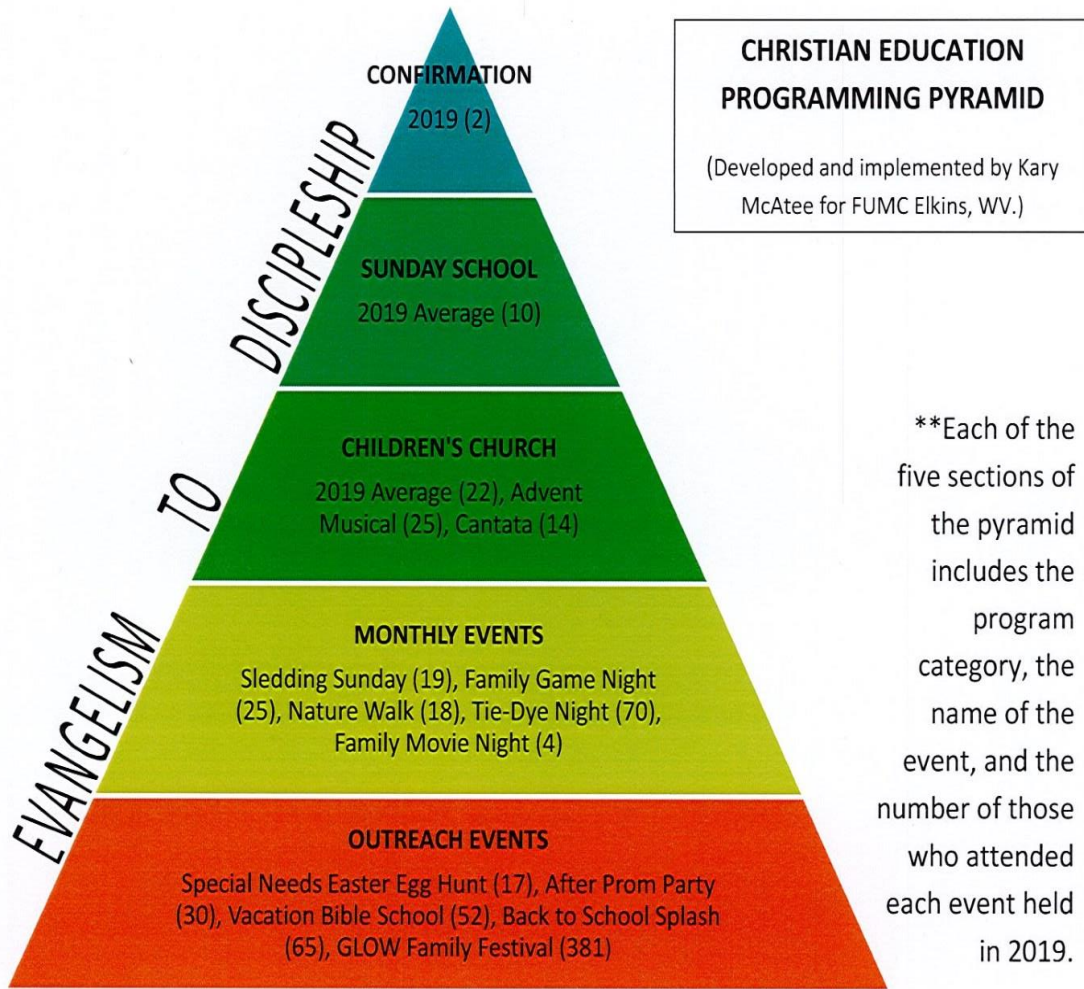 CHRISTIAN EDUCATION
PROGRAMMING PYRAMID
(Developed and implemented by Kary
McAtee for FUMC Elkins, WV.)
EVANGELISM TO DISCIPLESHIP
CONFIRMATION
2019 (2)
SUNDAY SCHOOL
2019 Average (10)
CHILDREN'S CHURCH
2019 Average (22), Advent
Musical (25), Cantata (14)
MONTHLY EVENTS
Sledding Sunday (19), Family Game Night
(25), Nature Walk (18), Tie-Dye Night (70),
Family Movie Night (4)
OUTREACH EVENTS
Special Needs Easter Egg Hunt (17), After Prom Party
(30), Vacation Bible School (52), Back to School Splash
(65), GLOW Family Festival (381)
**Each of the
five sections of
the pyramid
includes the
program
category, the
name of the
event, and the
number of those
who attended
each event held
in 2019.